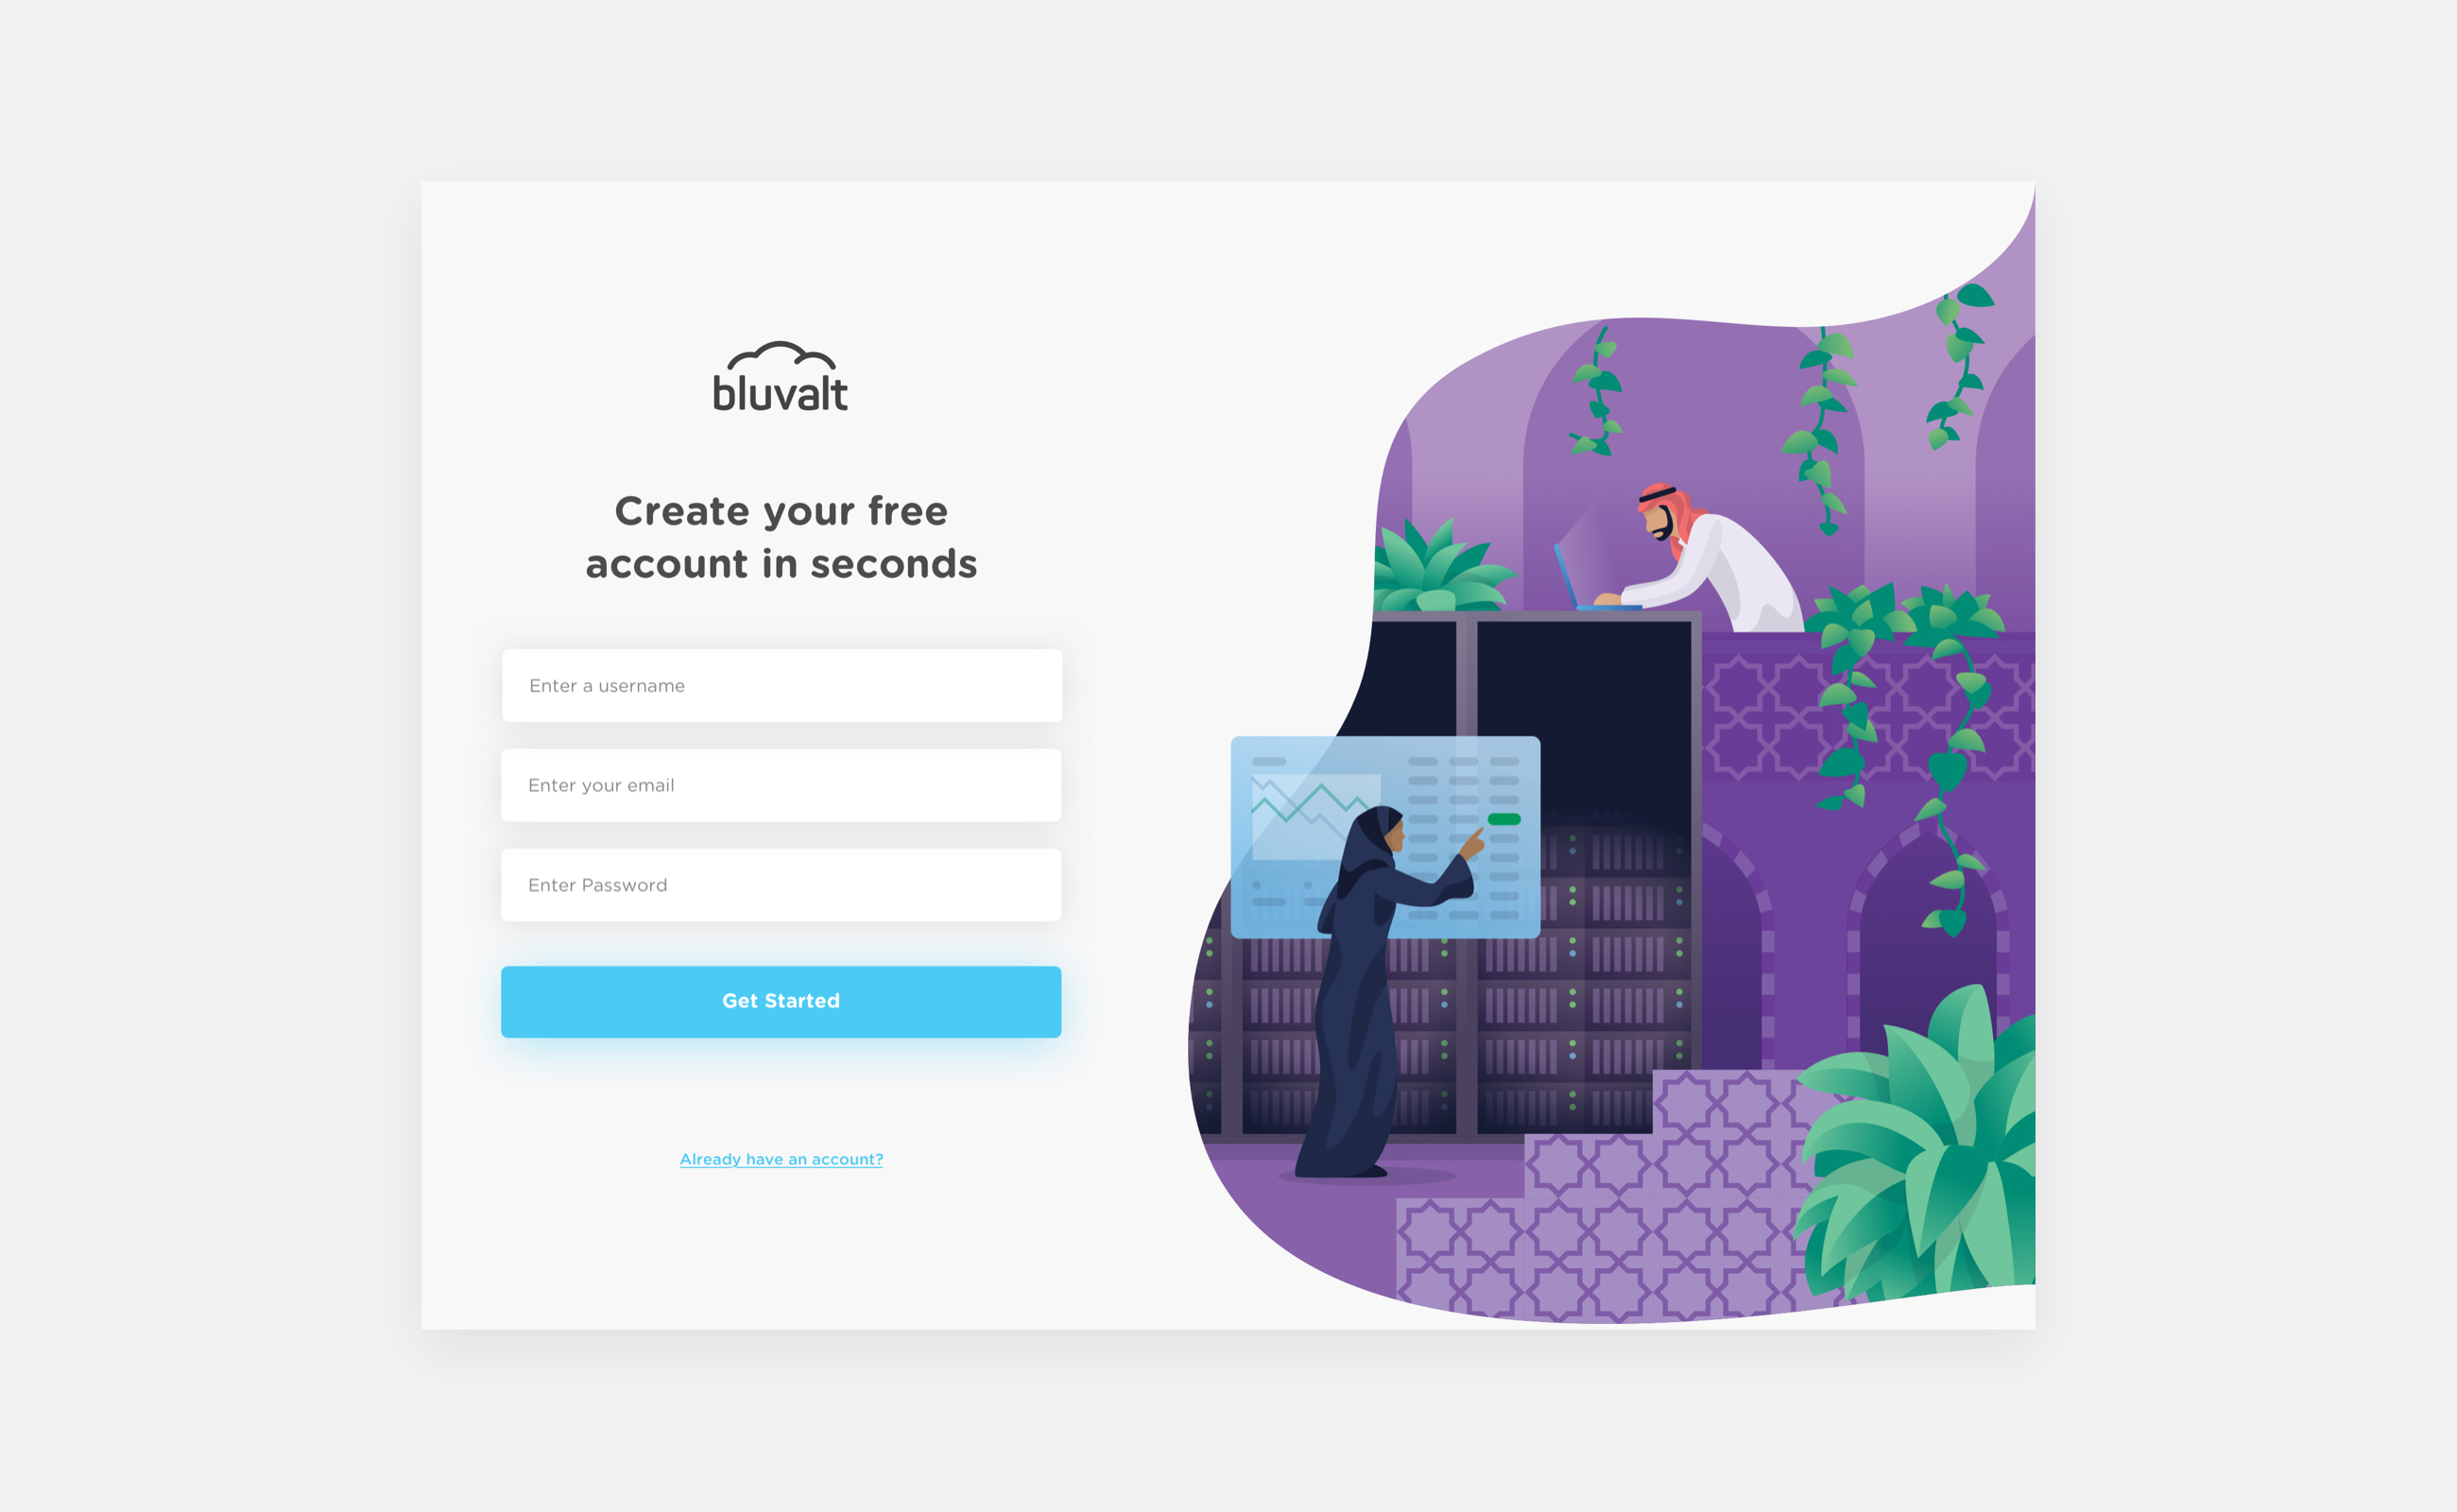 bluvalt
Create your free
account in seconds
Enter a username
Enter your email
Enter Password
Get Started
Already have an account?